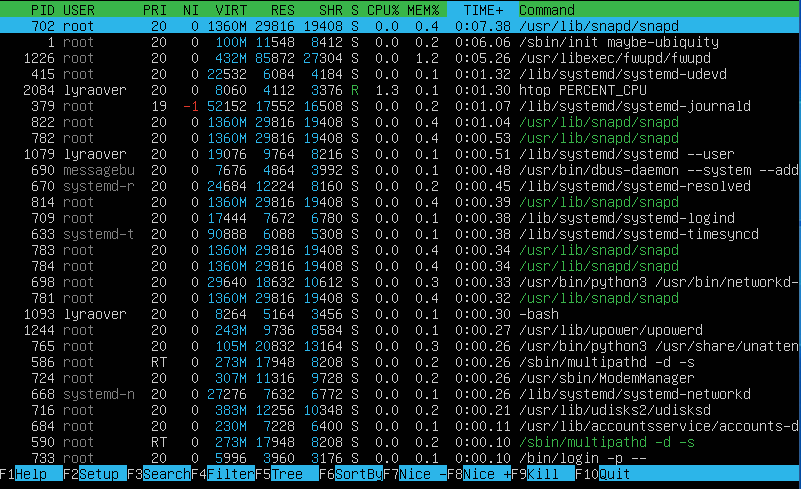 PID USER PRI NI VIRT RES SHR S CPU% MEM% TIME+ Command
702 root 20 0 1360M 29816 19408 S 0.0 0.4 0:07.38 /usr/lib/snapd/snapd
1 root 20 0 100M 11548 8412 S 0.0 0.2 0:06.06 /sbin/init maybe-ubiquity
1226 root 20 0 432M 85872 27304 S 0.0 1.2 0:05.26 /usr/libexec/fwupd/fwupd
415 root 20 0 22532 6084 4184 S 0.0 0.1 0:01.32 /lib/systemd/systemd-udevd
2084 lyraover 20 0 8060 4112 3376 R 1.3 0.1 0:01.30 htop PERCENT_CPU
379 root 19 -1 52152 17552 16508 S 0.0 0.2 0:01.07 /lib/systemd/systemd-journald
822 root 20 0 1360M 29816 19408 S 0.0 0.4 0:01.04 /usr/lib/snapd/snapd
782 root 20 0 1360M 29816 19408 S 0.0 0.4 0:00.53 /usr/lib/snapd/snapd
1079 lyraover 20 0 19076 9764 8216 S 0.0 0.1 0:00.51 /lib/systemd/systemd --user
690 messagebu 20 0 7676 4864 3992 S 0.0 0.1 0:00.48 /usr/bin/dbus-daemon --system --add
670 systemd-r 20 0 24684 12224 8160 S 0.0 0.2 0:00.45 /lib/systemd/systemd-resolved
814 root 20 0 1360M 29816 19408 S 0.0 0.4 0:00.39 /usr/lib/snapd/snapd
709 root 20 0 17444 7672 6780 S 0.0 0.1 0:00.38 /lib/systemd/systemd-logind
633 systemd-t 20 0 90888 6088 5308 S 0.0 0.1 0:00.38 /lib/systemd/systemd-timesyncd
783 root 20 0 1360M 29816 19408 S 0.0 0.4 0:00.34 /usr/lib/snapd/snapd
784 root 20 0 1360M 29816 19408 S 0.0 0.4 0:00.34 /usr/lib/snapd/snapd
698 root 20 0 29640 18632 10612 S 0.0 0.3 0:00.33 /usr/bin/python3 /usr/bin/networkd-
781 root 20 0 1360M 29816 19408 S 0.0 0.4 0:00.30 /usr/lib/snapd/snapd
1093 lyraover 20 0 8264 5164 3456 S 0.0 0.1 0:00.30 -bash
1244 root 20 0 243M 9736 8584 S 0.0 0.1 0:00.27 /usr/lib/upower/upowerd
765 root 20 0 105M 20832 13164 S 0.0 0.3 0:00.26 /usr/bin/python3 /usr/share/unatten
586 root RT 0 273M 17948 8208 S 0.0 0.2 0:00.26 /sbin/multipathd -d -s
724 root 20 0 307M 11316 9728 S 0.0 0.2 0:00.26 /usr/sbin/ModemManager
668 systemd-n 20 0 27276 7632 6772 S 0.0 0.1 0:00.26 /lib/systemd/systemd-networkd
716 root 20 0 383M 12256 10348 S 0.0 0.2 0:00.21 /usr/lib/udisks2/udisksd
684 root 20 0 230M 7228 6400 S 0.0 0.1 0:00.11 /usr/lib/accountsservice/accounts-d
590 root RT 0 273M 17948 8208 S 0.0 0.2 0:00.10 /sbin/multipathd -d -s
733 root 20 0 5996 3960 3176 S 0.0 0.1 0:00.10 /bin/login -p --
F1Help F2Setup F3SearchF4FilterF5Tree F6SortByF7Nice -F8Nice +F9Kill F10Quit